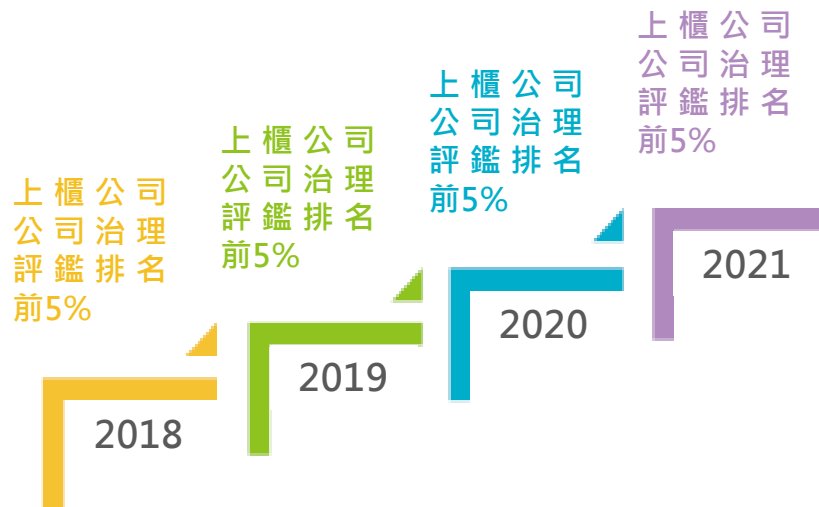 上櫃公司
公司治理
評鑑排名
前5%
2018
上櫃公司
公司治理
評鑑排名
前5%
2019
上櫃公司
公司治理
評鑑排名
前5%
2020
上櫃公司
公司治理
評鑑排名
前5%
2021